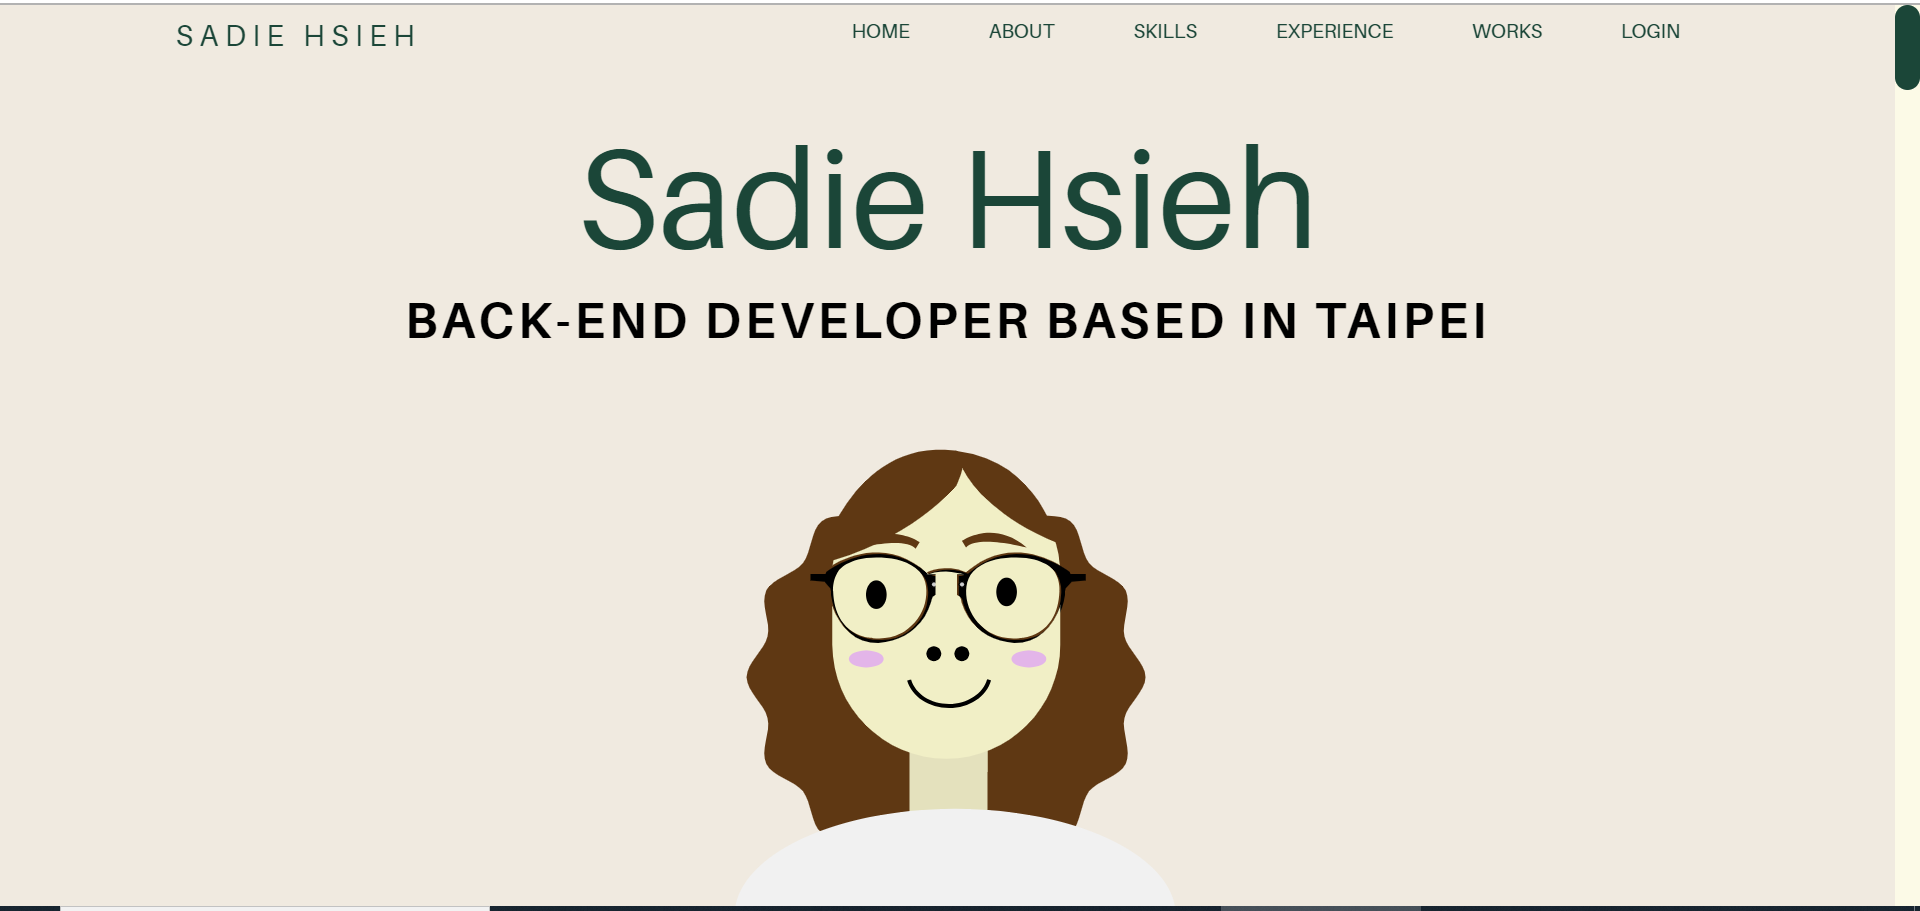 SADIE HSIEH
HOME ABOUT SKILLS EXPERIENCE WORKS LOGIN
Sadie Hsieh
BACK-END DEVELOPER BASED IN TAIPEI